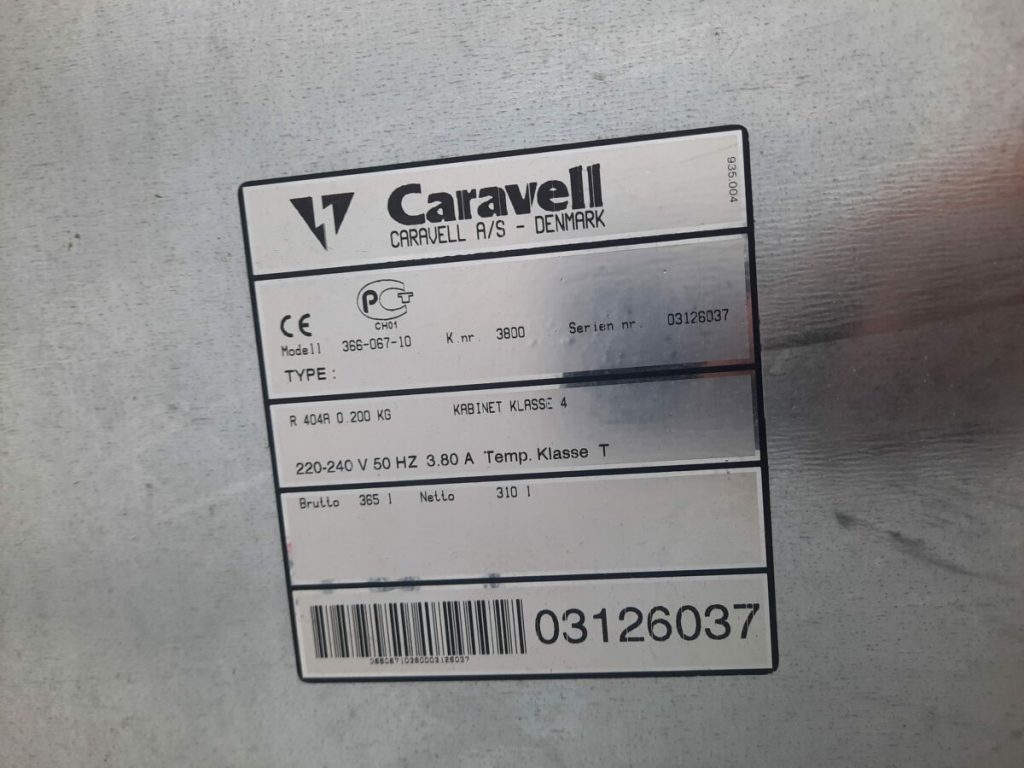 Caravell
CARAVELL A/S - DENMARK
935.004
CE
РСТ
CH01
Modell 366-067-10 K.nr. 3800 Serien nr. 03126037
TYPE :
R 404A 0.200 KG KABINET KLASSE 4
220-240 V 50 HZ 3.80 A Temp. Klasse T
Brutto 365 l Netto 310 l
03126037